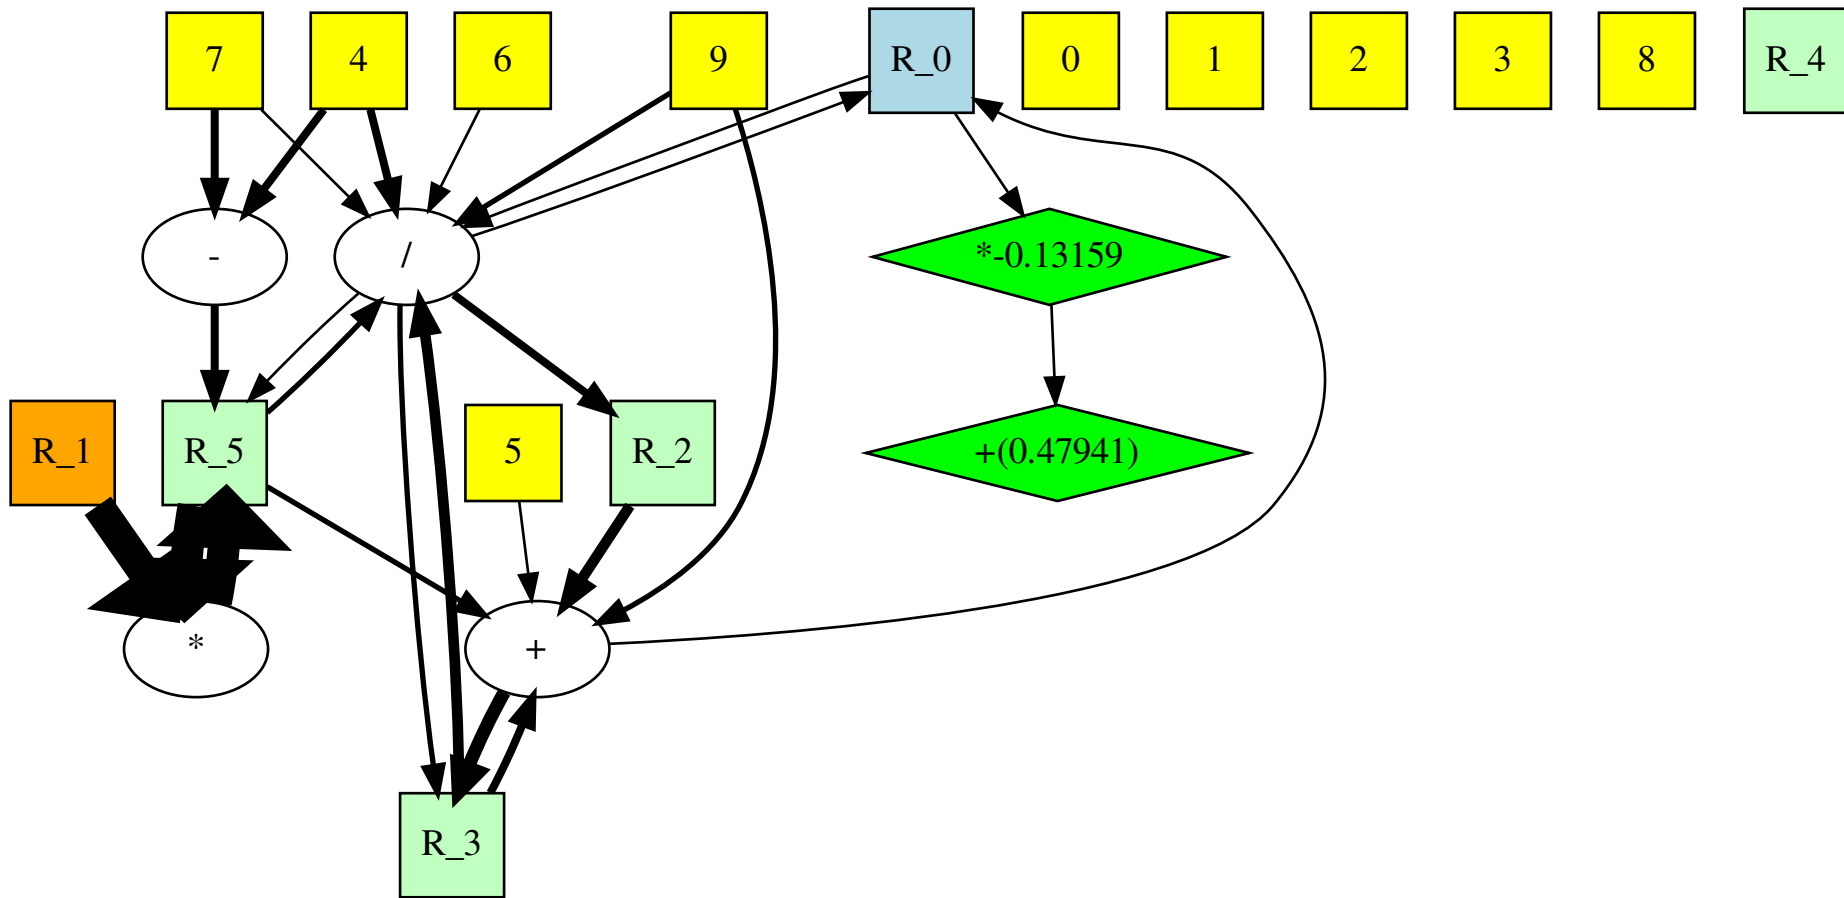 7 4 6 9 R_0 0 1 2 3 8 R_4
- / *-0.13159
R_1 R_5 5 R_2 +(0.47941)
* +
R_3